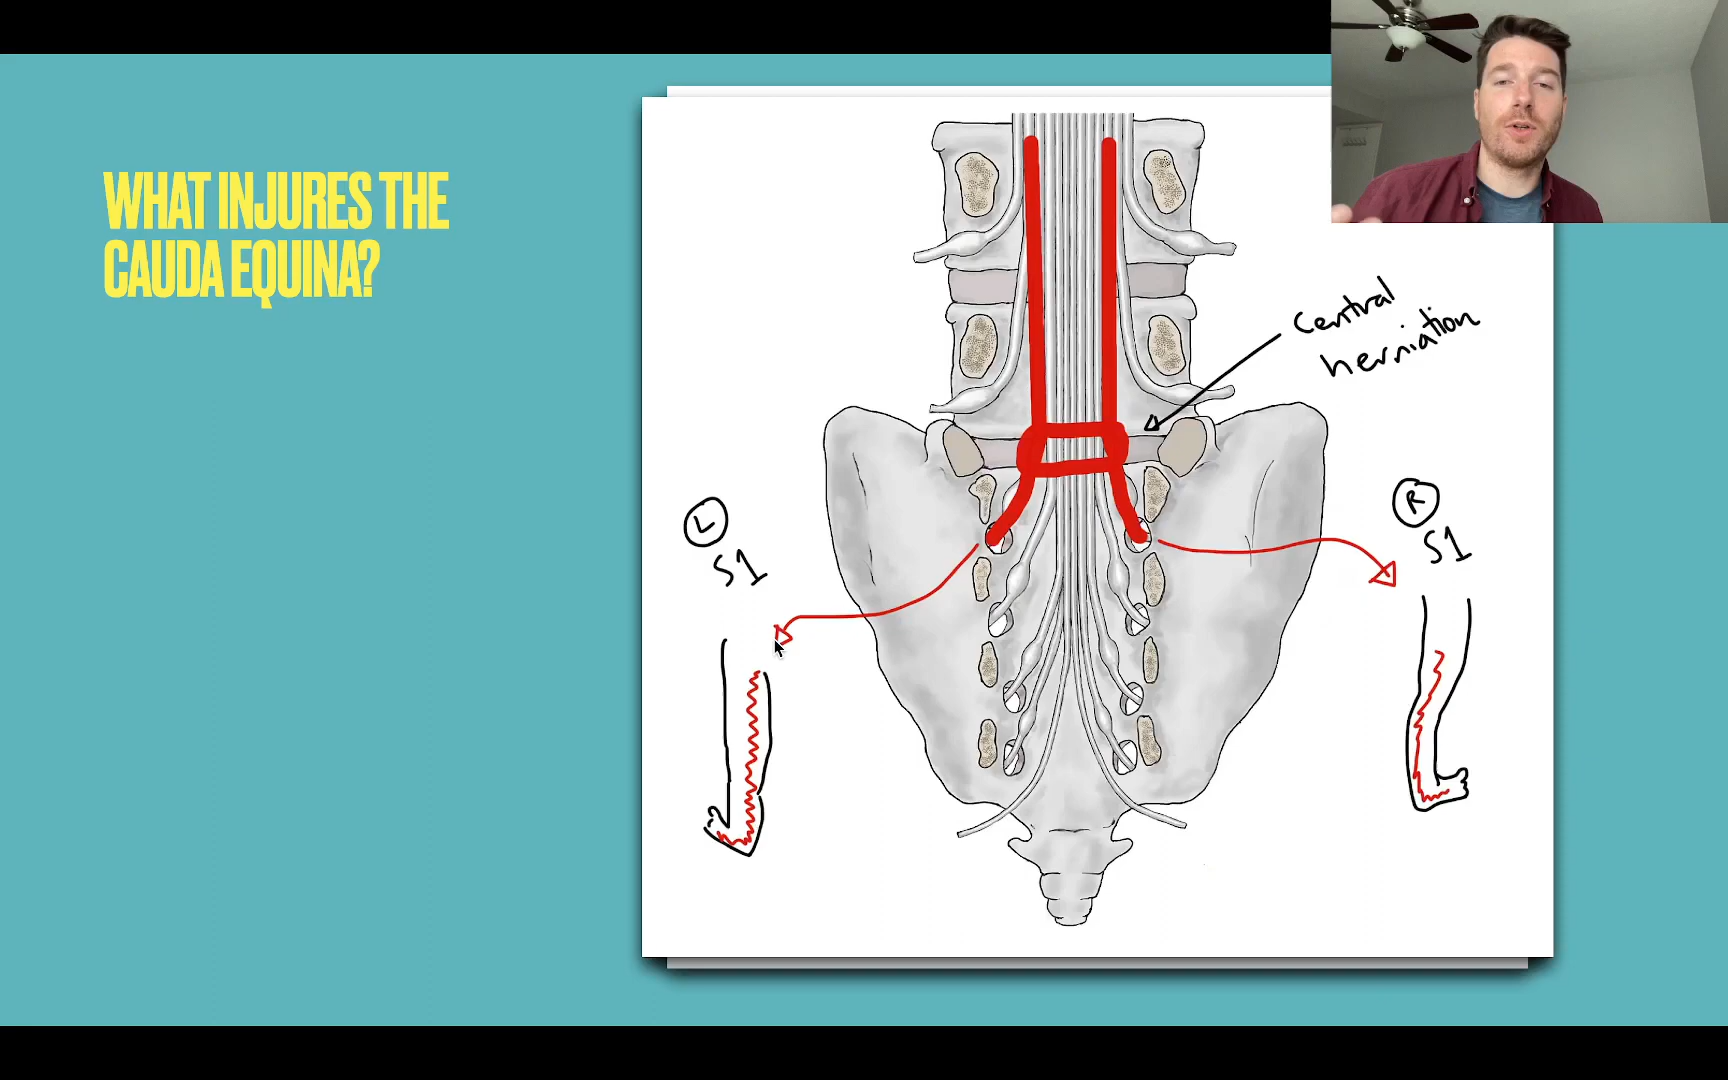 WHAT INJURES THE
CAUDA EQUINA?
Central
herniation
L
S1
R
S1